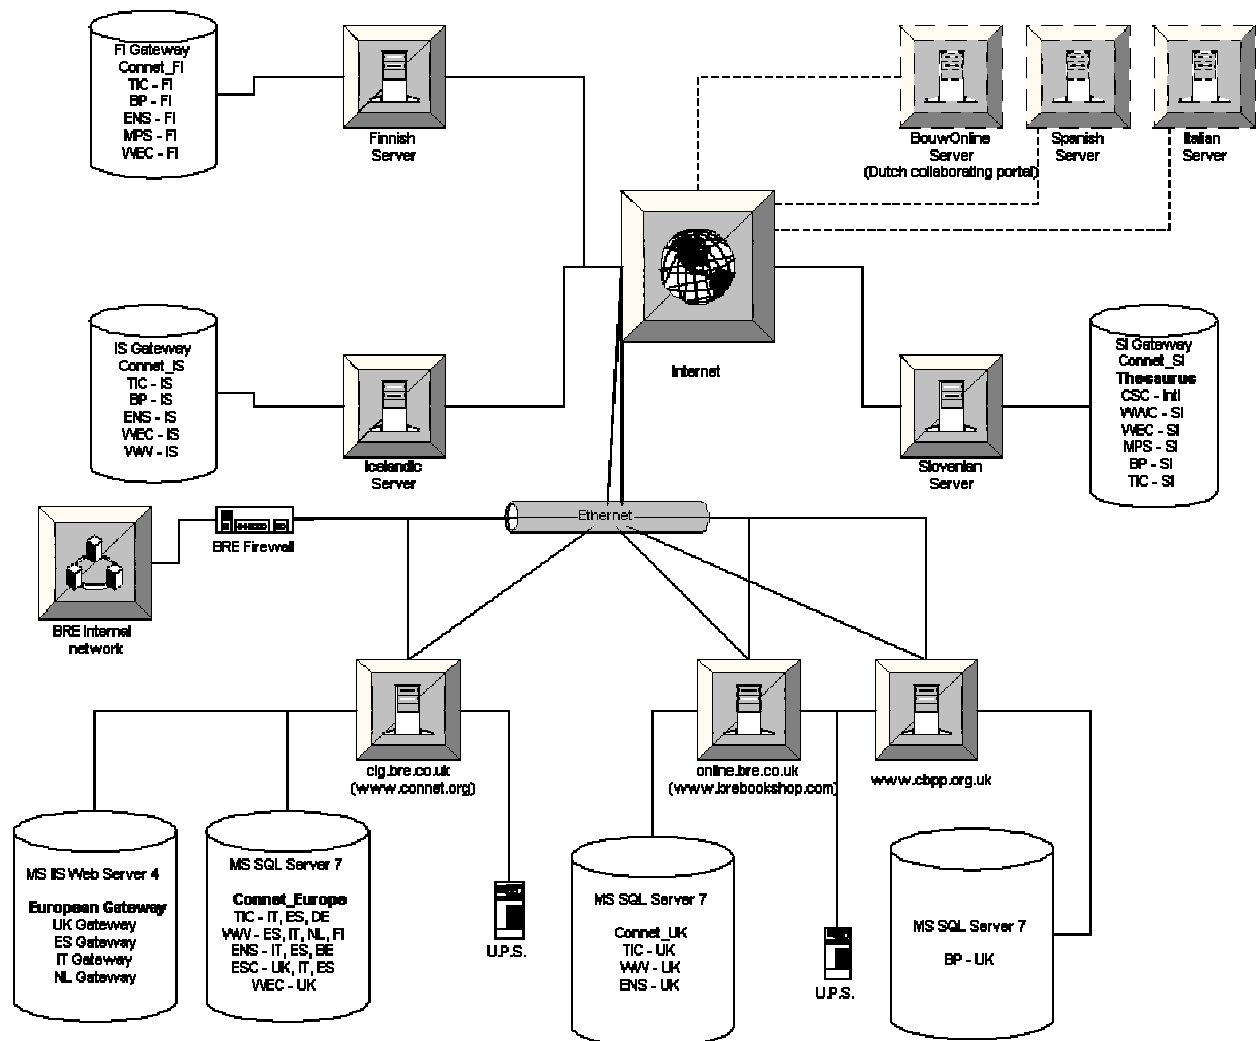 FI Gateway
Connet_FI
TIC - FI
BP - FI
ENS - FI
MPS - FI
WEC - FI
Finnish
Server
BouwOnline
Server
(Dutch collaborating portal)
Spanish
Server
Italian
Server
Internet
IS Gateway
Connet_IS
TIC - IS
BP - IS
ENS - IS
WEC - IS
VWV - IS
Icelandic
Server
Slovenian
Server
SI Gateway
Connet_SI
Thesaurus
CSC - Intl
WWC - SI
WEC - SI
MPS - SI
BP - SI
TIC - SI
Ethernet
BRE Firewall
BRE Internal
network
cig.bre.co.uk
(www.connet.org)
online.bre.co.uk
(www.brebookshop.com)
www.cbpp.org.uk
MS IIS Web Server 4
European Gateway
UK Gateway
ES Gateway
IT Gateway
NL Gateway
MS SQL Server 7
Connet_Europe
TIC - IT, ES, DE
VWV - ES, IT, NL, FI
ENS - IT, ES, BE
ESC - UK, IT, ES
WEC - UK
U.P.S.
MS SQL Server 7
Connet_UK
TIC - UK
VWV - UK
ENS - UK
U.P.S.
MS SQL Server 7
BP - UK